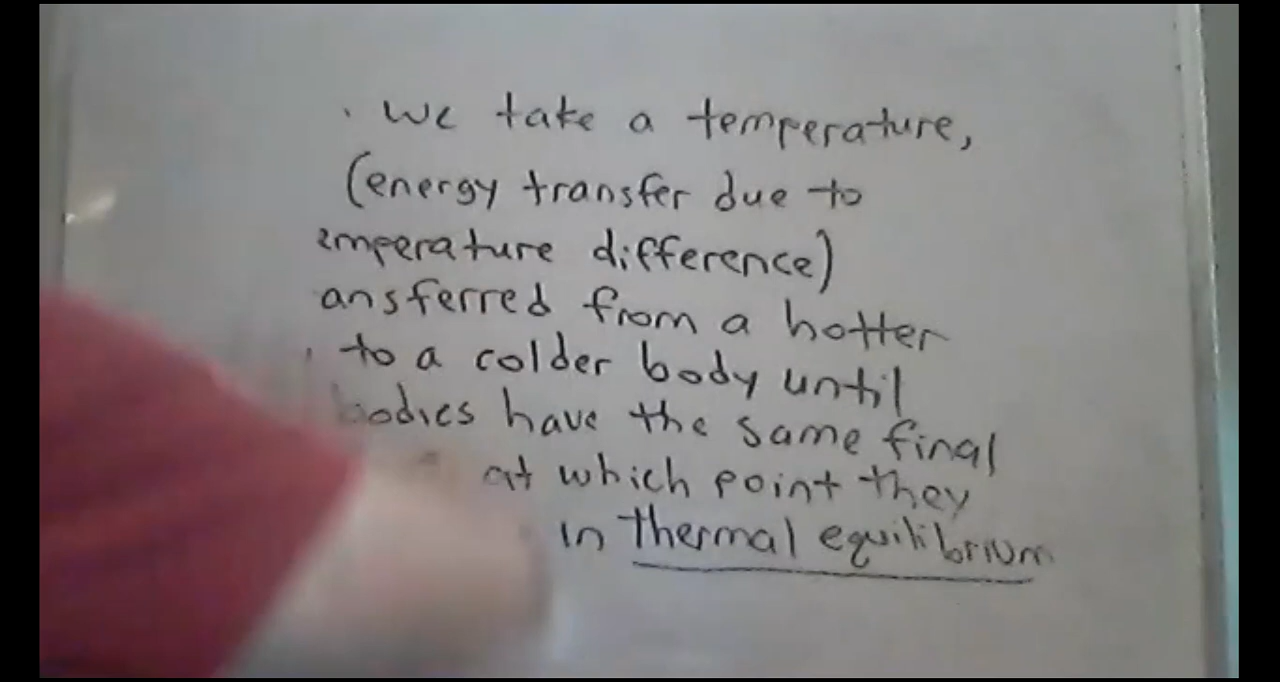 . we take a temperature,
(energy transfer due to
emperature difference)
ansferred from a hotter
to a colder body until
bodies have the same final
at which point they
in thermal equilibrium